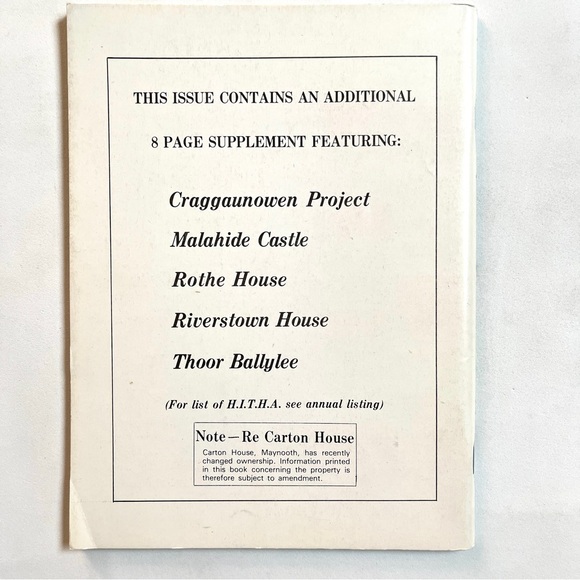 THIS ISSUE CONTAINS AN ADDITIONAL
8 PAGE SUPPLEMENT FEATURING:
Craggaunowen Project
Malahide Castle
Rothe House
Riverstown House
Thoor Ballylee
(For list of H.I.T.H.A. see annual listing)
Note—Re Carton House
Carton House, Maynooth, has recently
changed ownership. Information printed
in this book concerning the property is
therefore subject to amendment.